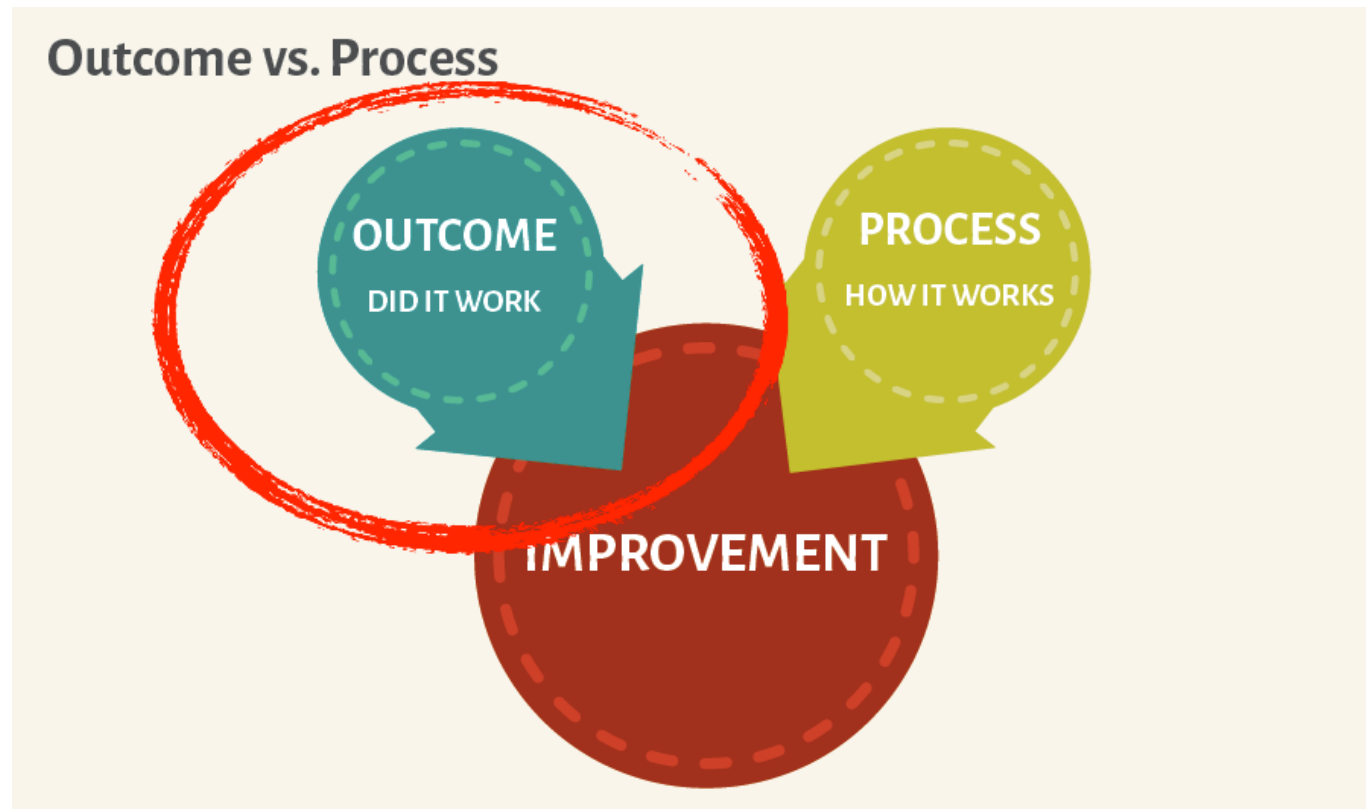 Outcome vs. Process
OUTCOME
DID IT WORK
PROCESS
HOW IT WORKS
IMPROVEMENT